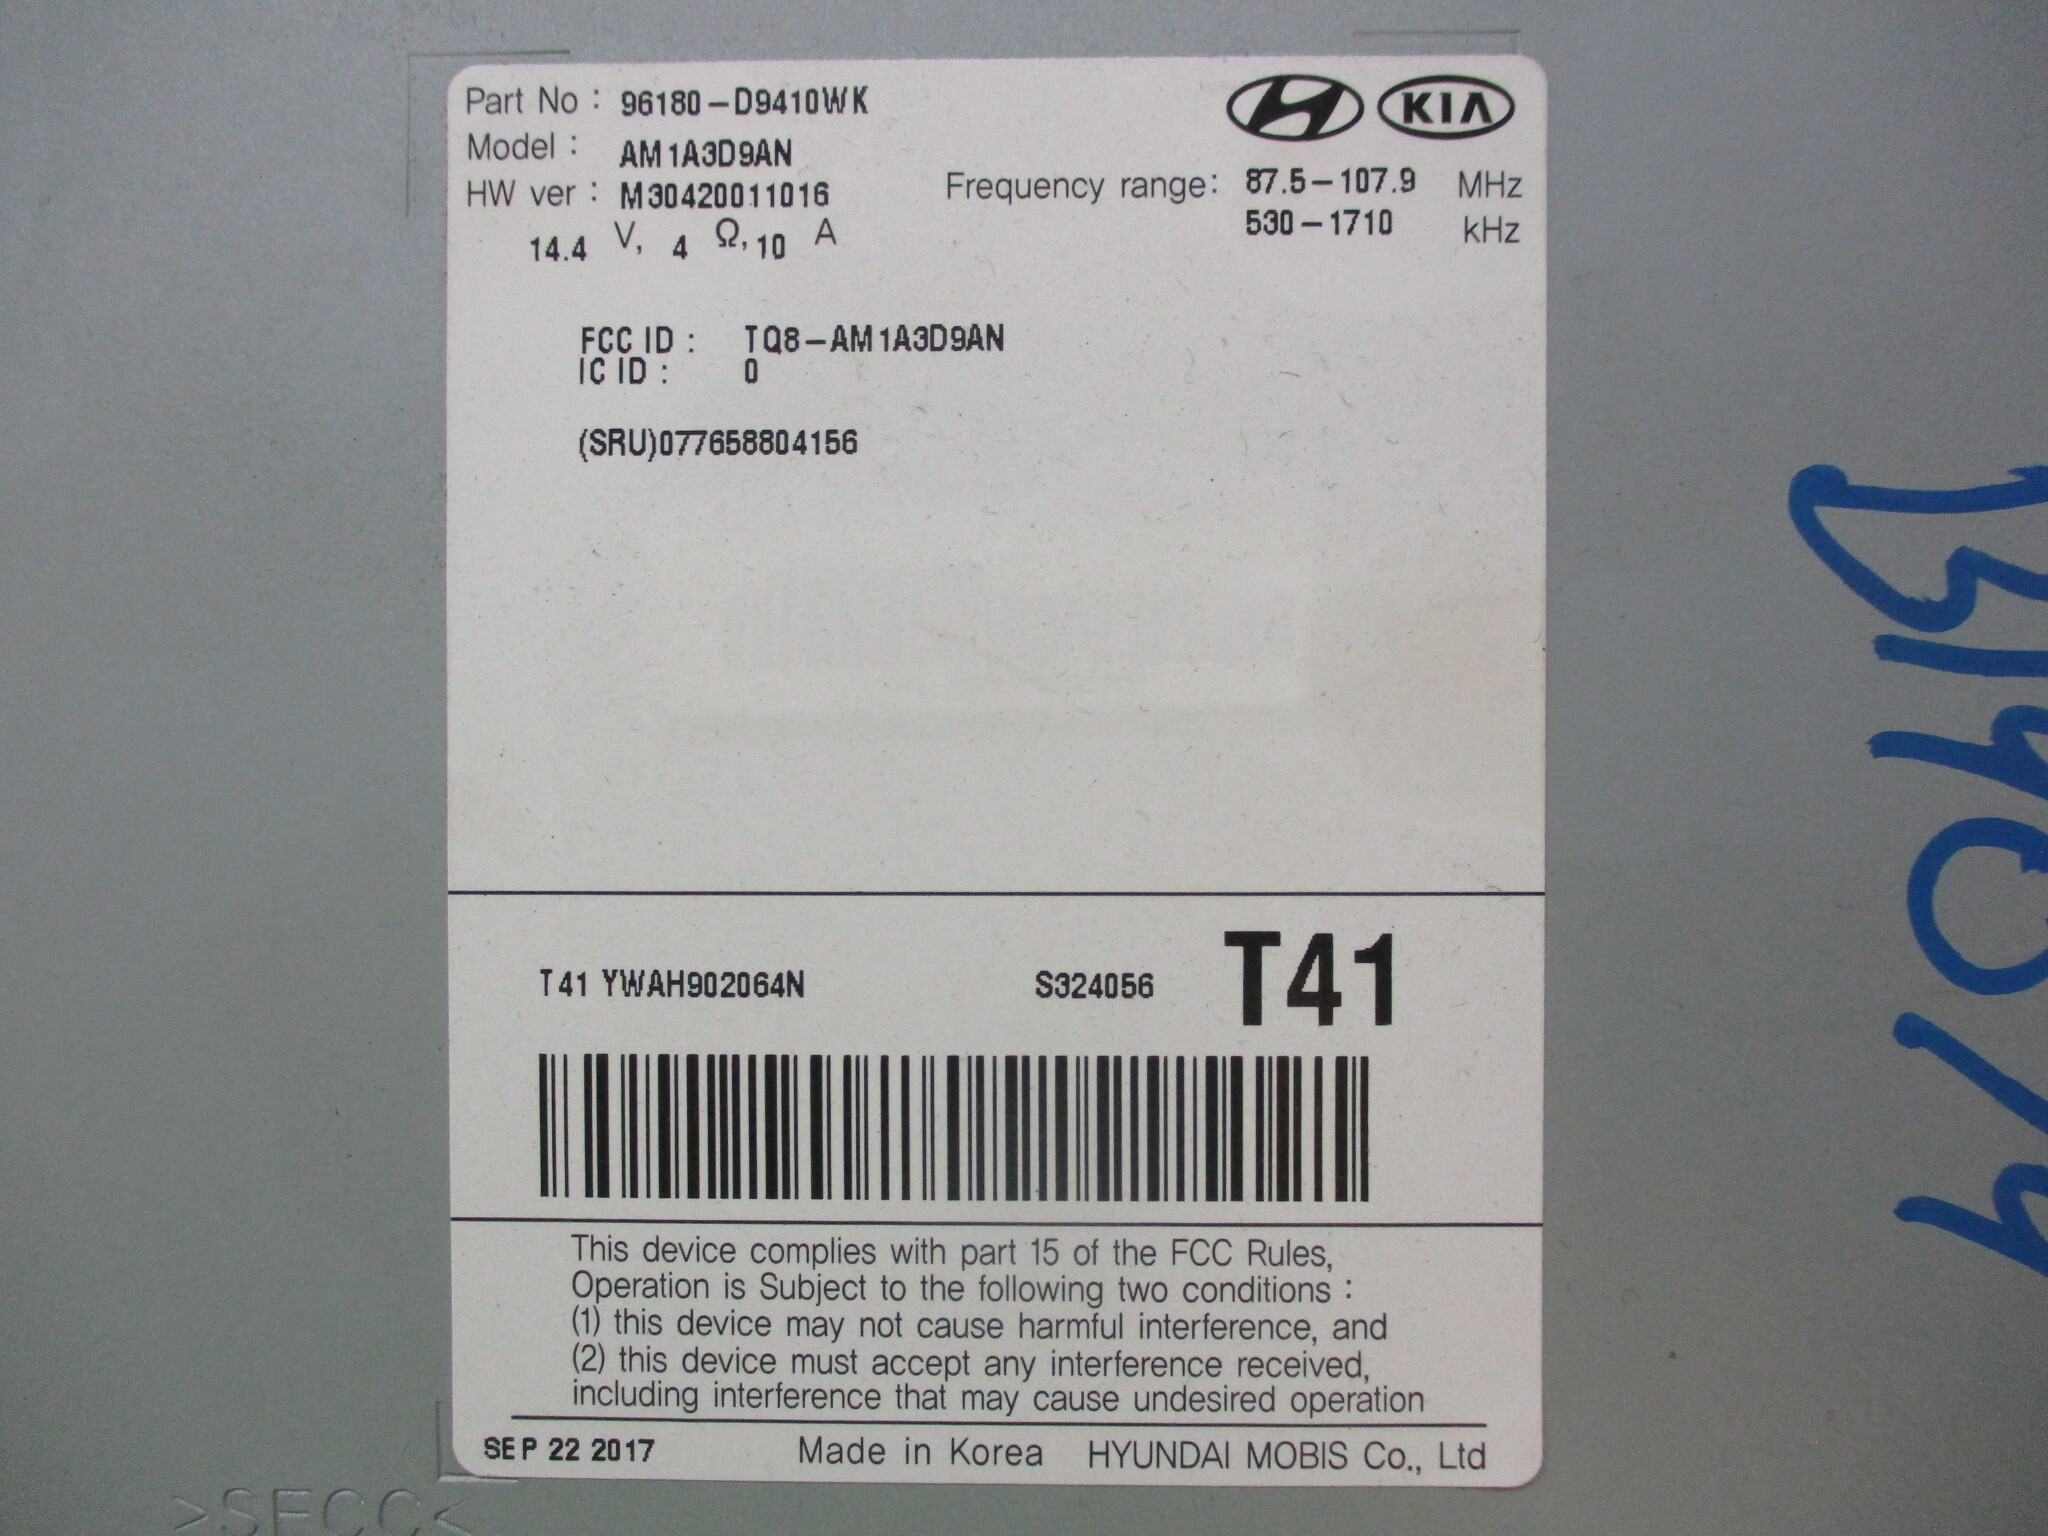 Part No : 96180-D9410WK
KIA
Model : AM1A3D9AN
HW ver : M30420011016
Frequency range: 87.5-107.9 MHz
530-1710 kHz
14.4 V, 4 Ω, 10 A
FCC ID : TQ8-AM1A3D9AN
IC ID : 0
(SRU)077658804156
T41 YWAH902064N S324056 T41
This device complies with part 15 of the FCC Rules,
Operation is Subject to the following two conditions :
(1) this device may not cause harmful interference, and
(2) this device must accept any interference received,
including interference that may cause undesired operation
SEP 22 2017 Made in Korea HYUNDAI MOBIS Co., Ltd
>SECC<